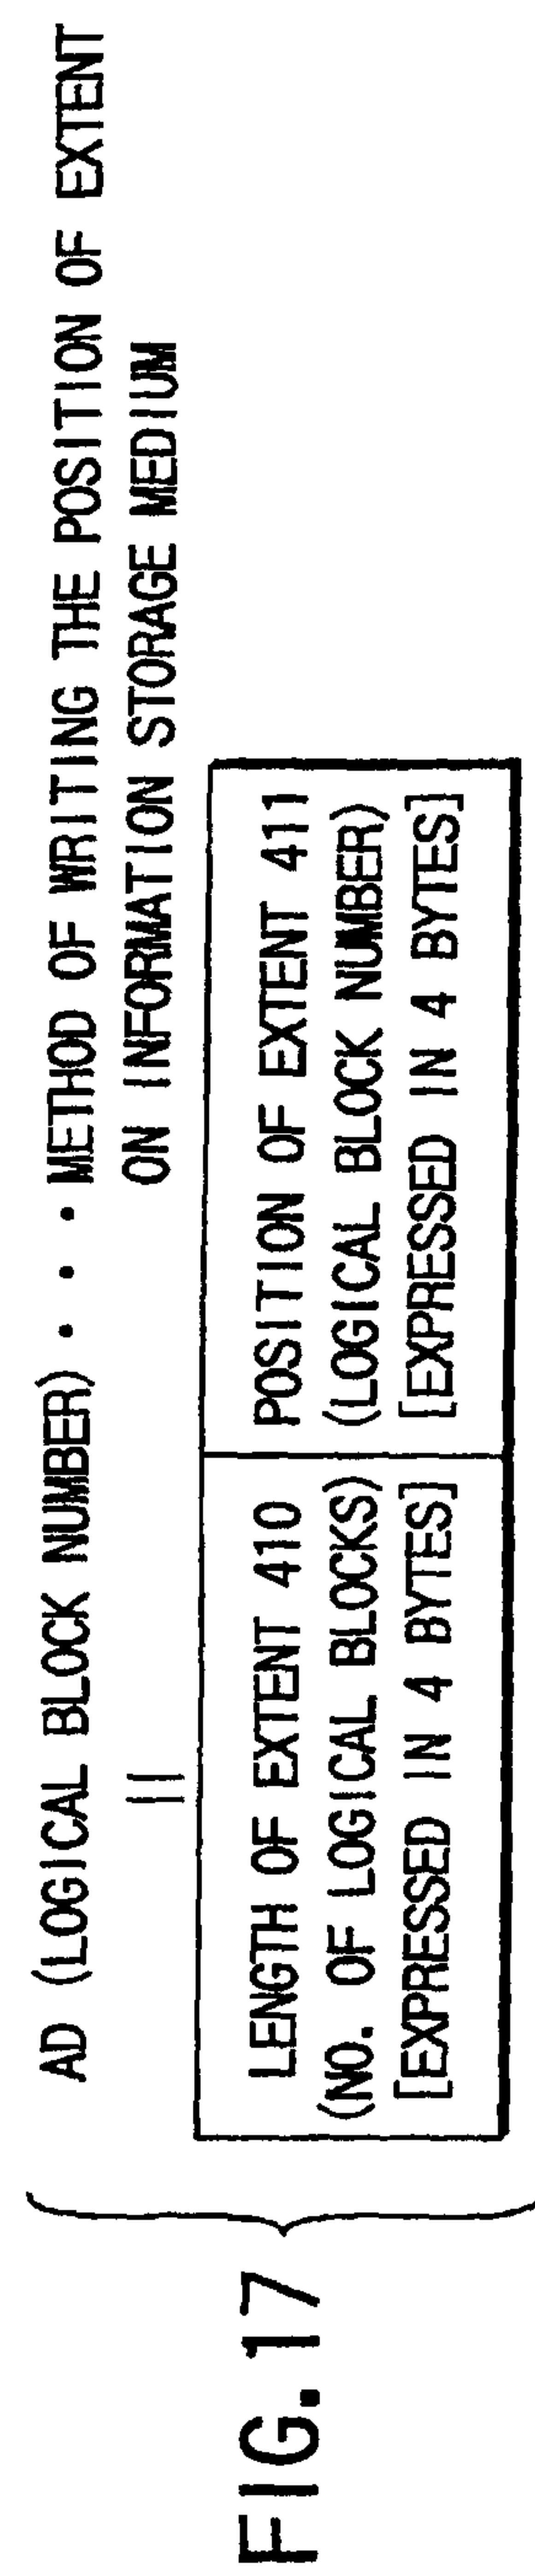 AD (LOGICAL BLOCK NUMBER) • • • METHOD OF WRITING THE POSITION OF EXTENT
ON INFORMATION STORAGE MEDIUM
||
LENGTH OF EXTENT 410
(NO. OF LOGICAL BLOCKS)
[EXPRESSED IN 4 BYTES]
POSITION OF EXTENT 411
(LOGICAL BLOCK NUMBER)
[EXPRESSED IN 4 BYTES]
FIG. 17